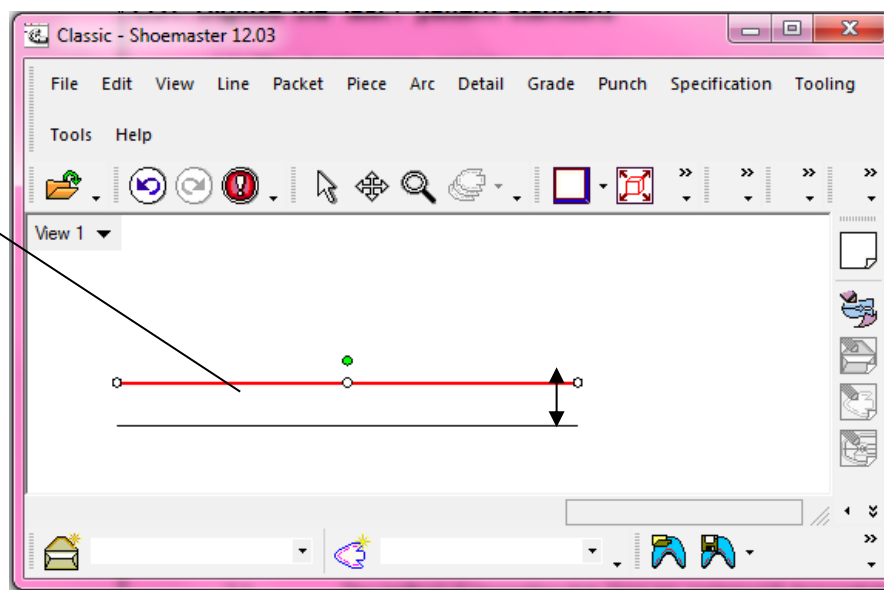 Classic - Shoemaster 12.03
File Edit View Line Packet Piece Arc Detail Grade Punch Specification Tooling
Tools Help
View 1